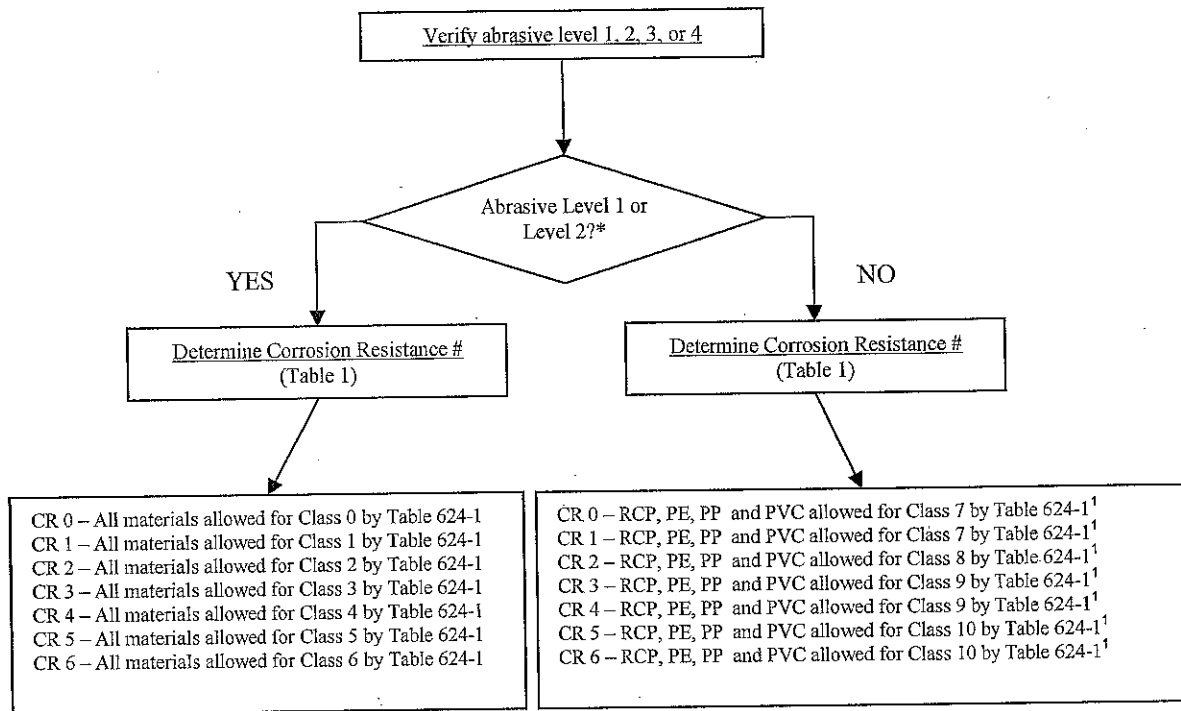 Verify abrasive level 1, 2, 3, or 4
Abrasive Level 1 or
Level 2?*
YES
NO
Determine Corrosion Resistance #
(Table 1)
Determine Corrosion Resistance #
(Table 1)
CR 0 – All materials allowed for Class 0 by Table 624-1
CR 1 – All materials allowed for Class 1 by Table 624-1
CR 2 – All materials allowed for Class 2 by Table 624-1
CR 3 – All materials allowed for Class 3 by Table 624-1
CR 4 – All materials allowed for Class 4 by Table 624-1
CR 5 – All materials allowed for Class 5 by Table 624-1
CR 6 – All materials allowed for Class 6 by Table 624-1
CR 0 – RCP, PE, PP and PVC allowed for Class 7 by Table 624-1¹
CR 1 – RCP, PE, PP and PVC allowed for Class 7 by Table 624-1¹
CR 2 – RCP, PE, PP and PVC allowed for Class 8 by Table 624-1¹
CR 3 – RCP, PE, PP and PVC allowed for Class 9 by Table 624-1¹
CR 4 – RCP, PE, PP and PVC allowed for Class 9 by Table 624-1¹
CR 5 – RCP, PE, PP and PVC allowed for Class 10 by Table 624-1¹
CR 6 – RCP, PE, PP and PVC allowed for Class 10 by Table 624-1¹